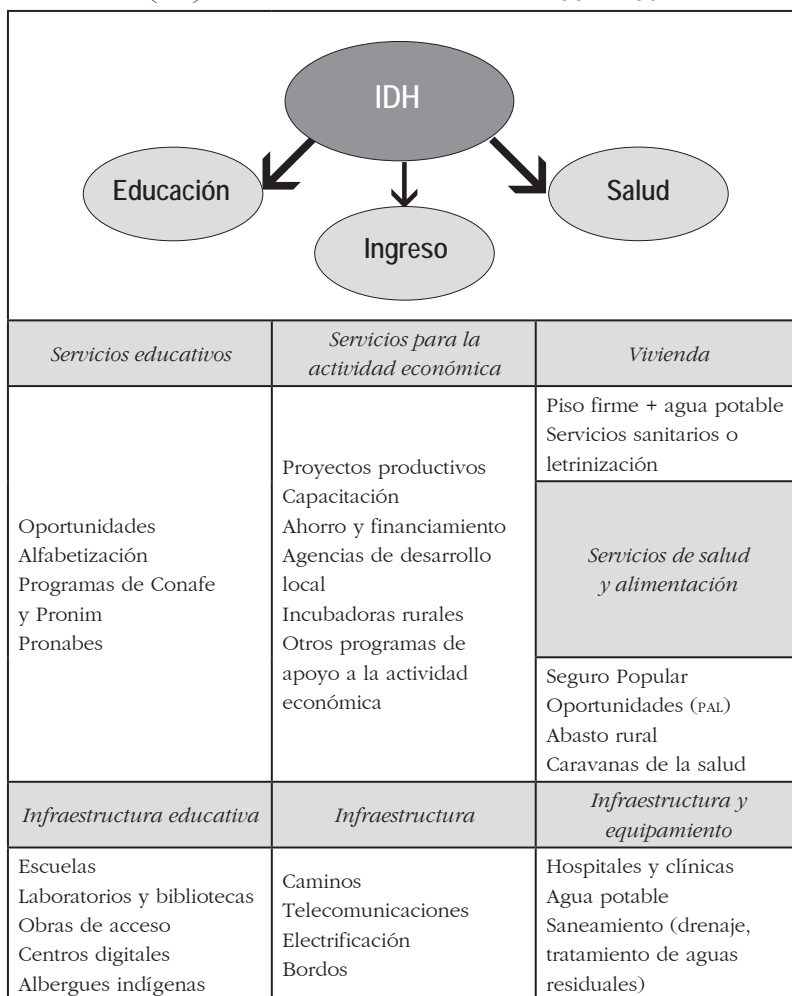 IDH
Educación
Salud
Ingreso
Servicios educativos
Servicios para la
actividad económica
Vivienda
Oportunidades
Alfabetización
Programas de Conafe
y Pronim
Pronabes
Proyectos productivos
Capacitación
Ahorro y financiamiento
Agencias de desarrollo
local
Incubadoras rurales
Otros programas de
apoyo a la actividad
económica
Piso firme + agua potable
Servicios sanitarios o
letrinización
Servicios de salud
y alimentación
Seguro Popular
Oportunidades (PAL)
Abasto rural
Caravanas de la salud
Infraestructura educativa
Infraestructura
Infraestructura y
equipamiento
Escuelas
Laboratorios y bibliotecas
Obras de acceso
Centros digitales
Albergues indígenas
Caminos
Telecomunicaciones
Electrificación
Bordos
Hospitales y clínicas
Agua potable
Saneamiento (drenaje,
tratamiento de aguas
residuales)